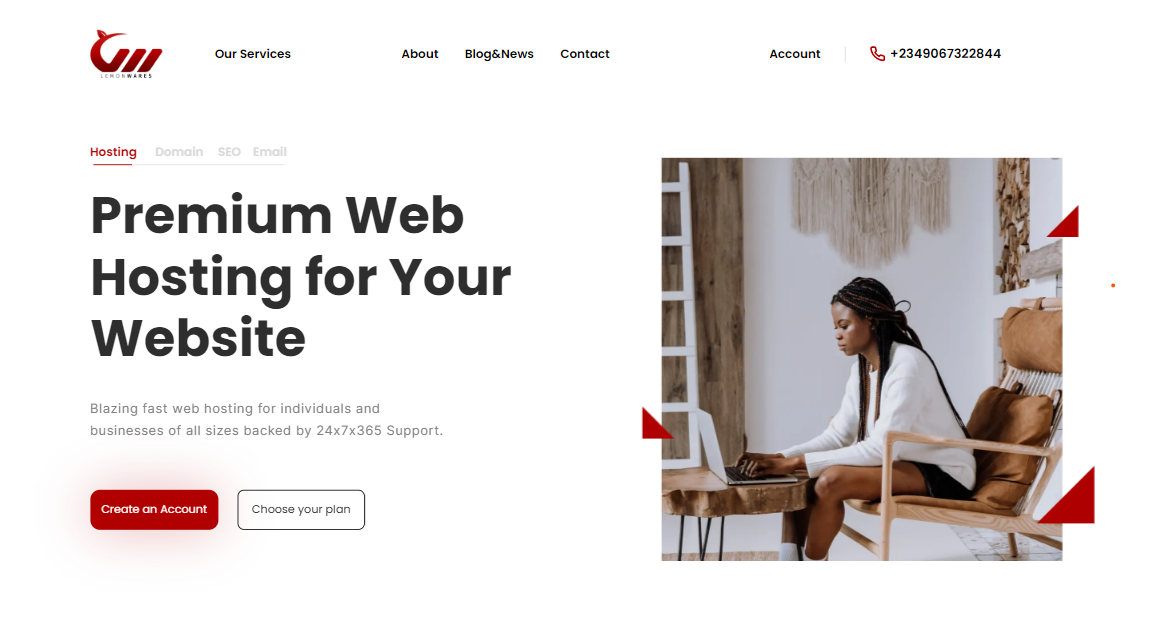 LEMONWARES
Our Services
About
Blog&News
Contact
Account
+2349067322844
Hosting
Domain
SEO
Email
Premium Web
Hosting for Your
Website
Blazing fast web hosting for individuals and
businesses of all sizes backed by 24x7x365 Support.
Create an Account
Choose your plan